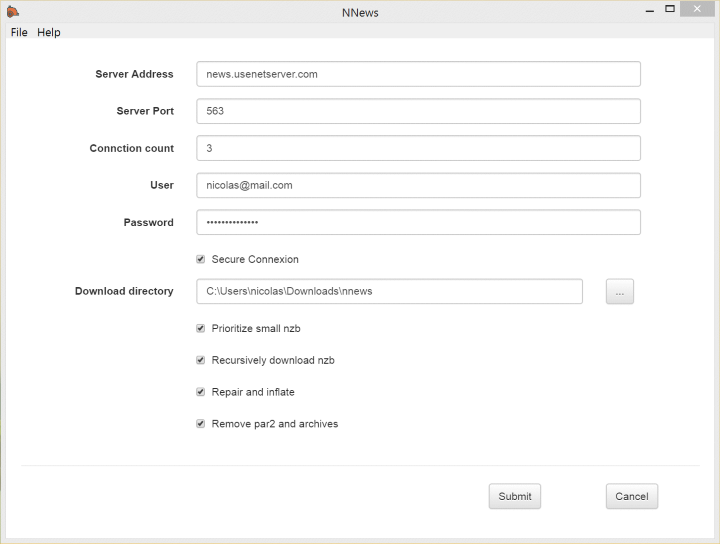 NNews
File Help
Server Address news.usenetserver.com
Server Port 563
Connction count 3
User nicolas@mail.com
Password ••••••••••••••
Secure Connexion
Download directory C:\Users\nicolas\Downloads\nnews ...
Prioritize small nzb
Recursively download nzb
Repair and inflate
Remove par2 and archives
Submit Cancel